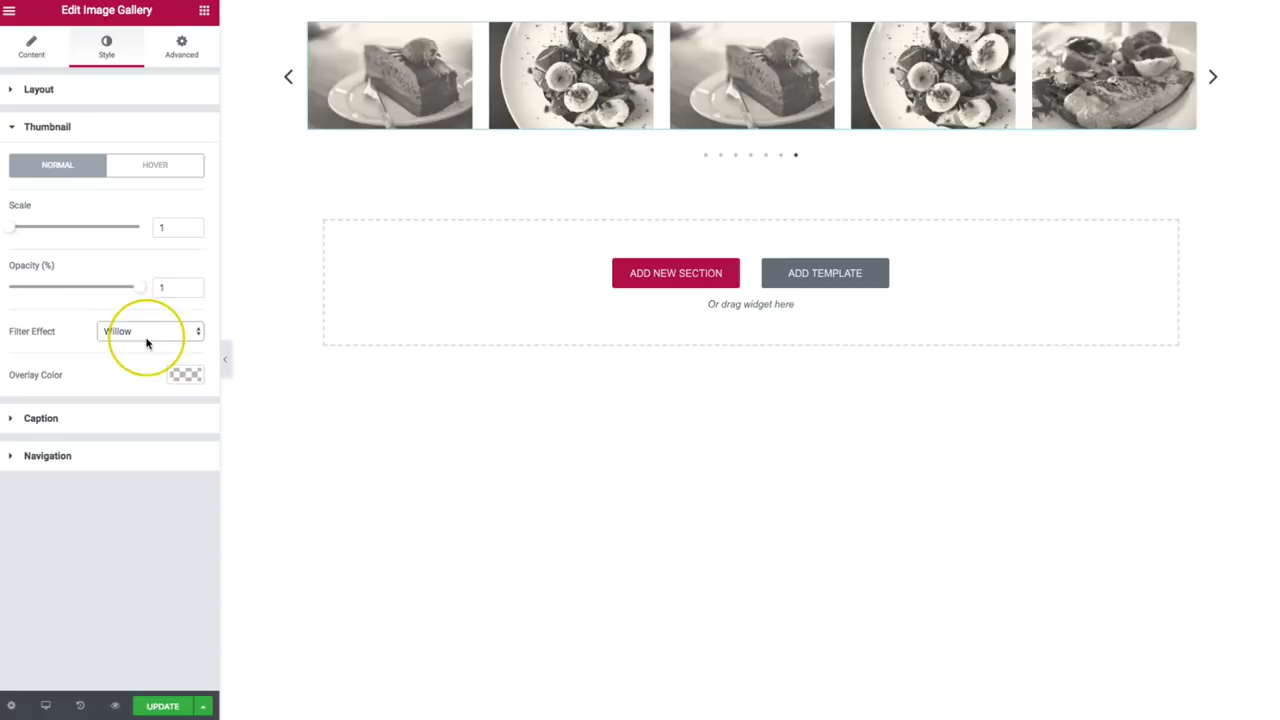 Edit Image Gallery
Content
Style
Advanced
Layout
Thumbnail
NORMAL
HOVER
Scale
1
Opacity (%)
1
Filter Effect
Willow
Overlay Color
Caption
Navigation
UPDATE
ADD NEW SECTION
ADD TEMPLATE
Or drag widget here